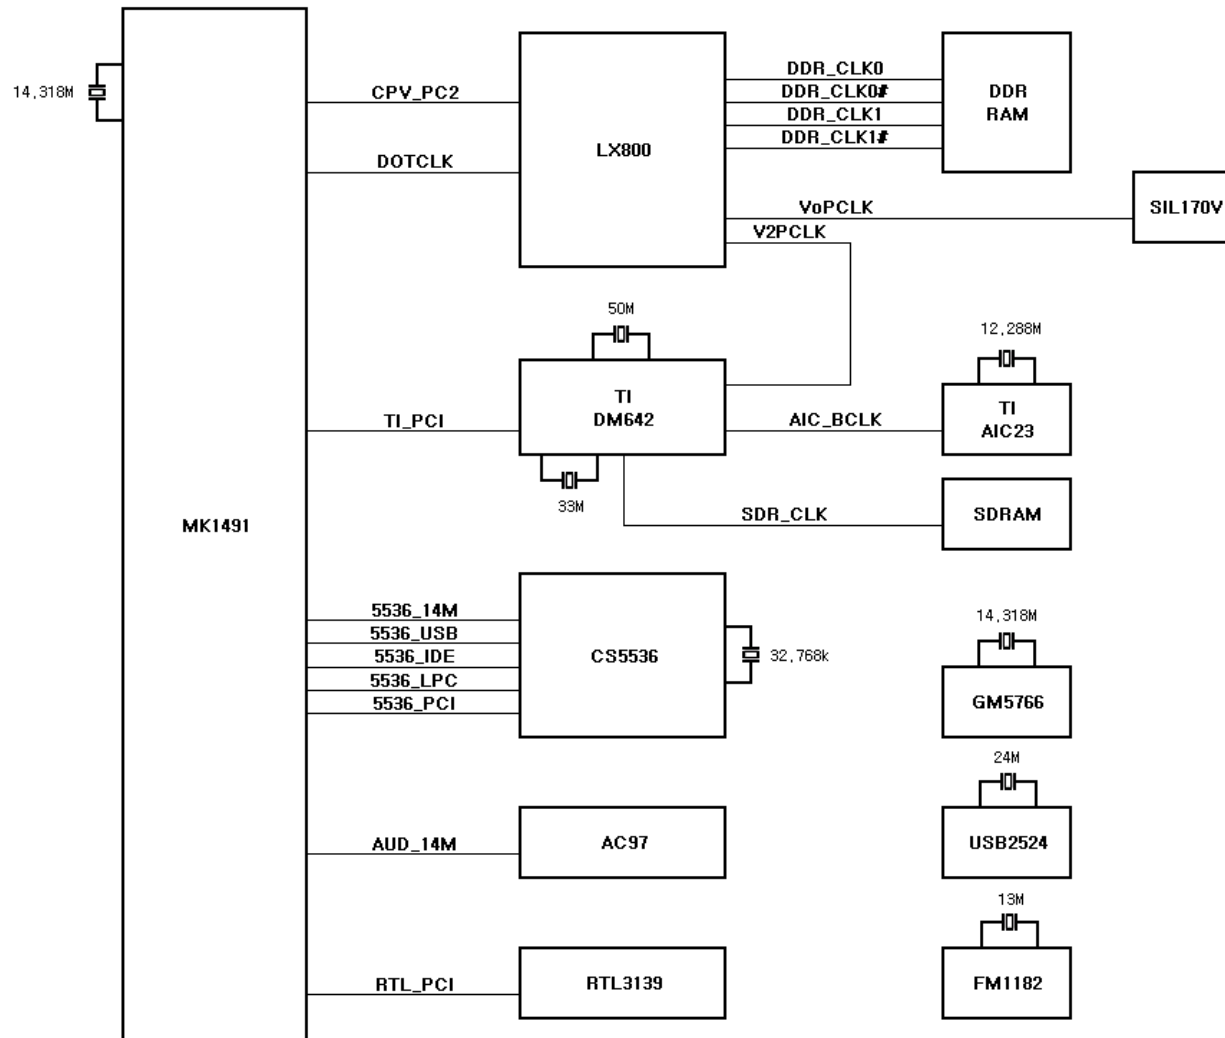 14,318M
CPV_PC2
DOTCLK
LX800
DDR_CLK0
DDR_CLK0#
DDR_CLK1
DDR_CLK1#
DDR
RAM
VoPCLK
SIL170V
V2PCLK
50M
12,288M
TI_PCI
TI
DM642
AIC_BCLK
TI
AIC23
33M
SDR_CLK
SDRAM
MK1491
5536_14M
5536_USB
5536_IDE
5536_LPC
5536_PCI
CS5536
32,768k
14,318M
GM5766
24M
AUD_14M
AC97
USB2524
13M
RTL_PCI
RTL3139
FM1182